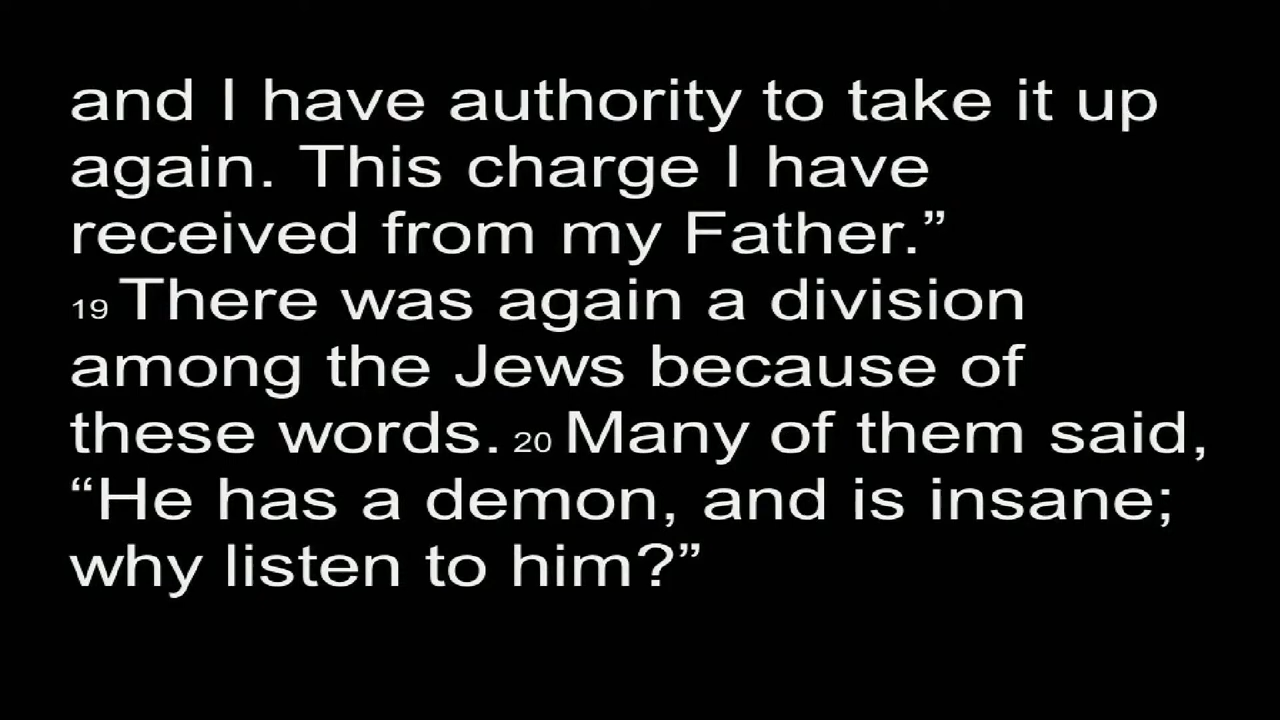 and I have authority to take it up
again. This charge I have
received from my Father.”
19 There was again a division
among the Jews because of
these words. 20 Many of them said,
“He has a demon, and is insane;
why listen to him?”